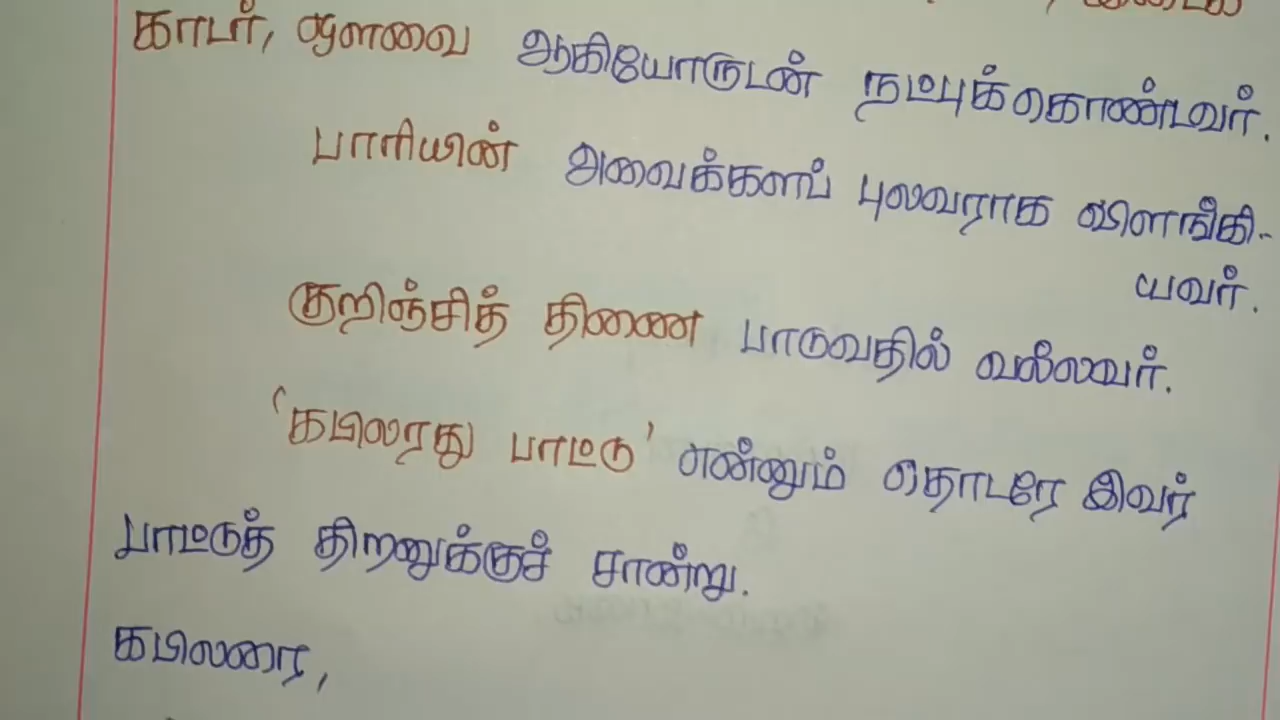 காடர், ஔவை ஆகியோருடன் நட்புக்கொண்டவர்.
பாரியின் அவைக்களப் புலவராக விளங்கி-
யவர்.
குறிஞ்சித் திணை பாடுவதில் வல்லவர்.
'கபிலரது பாட்டு' என்னும் தொடரே இவர்
பாட்டுத் திறனுக்குச் சான்று.
கபிலரை,